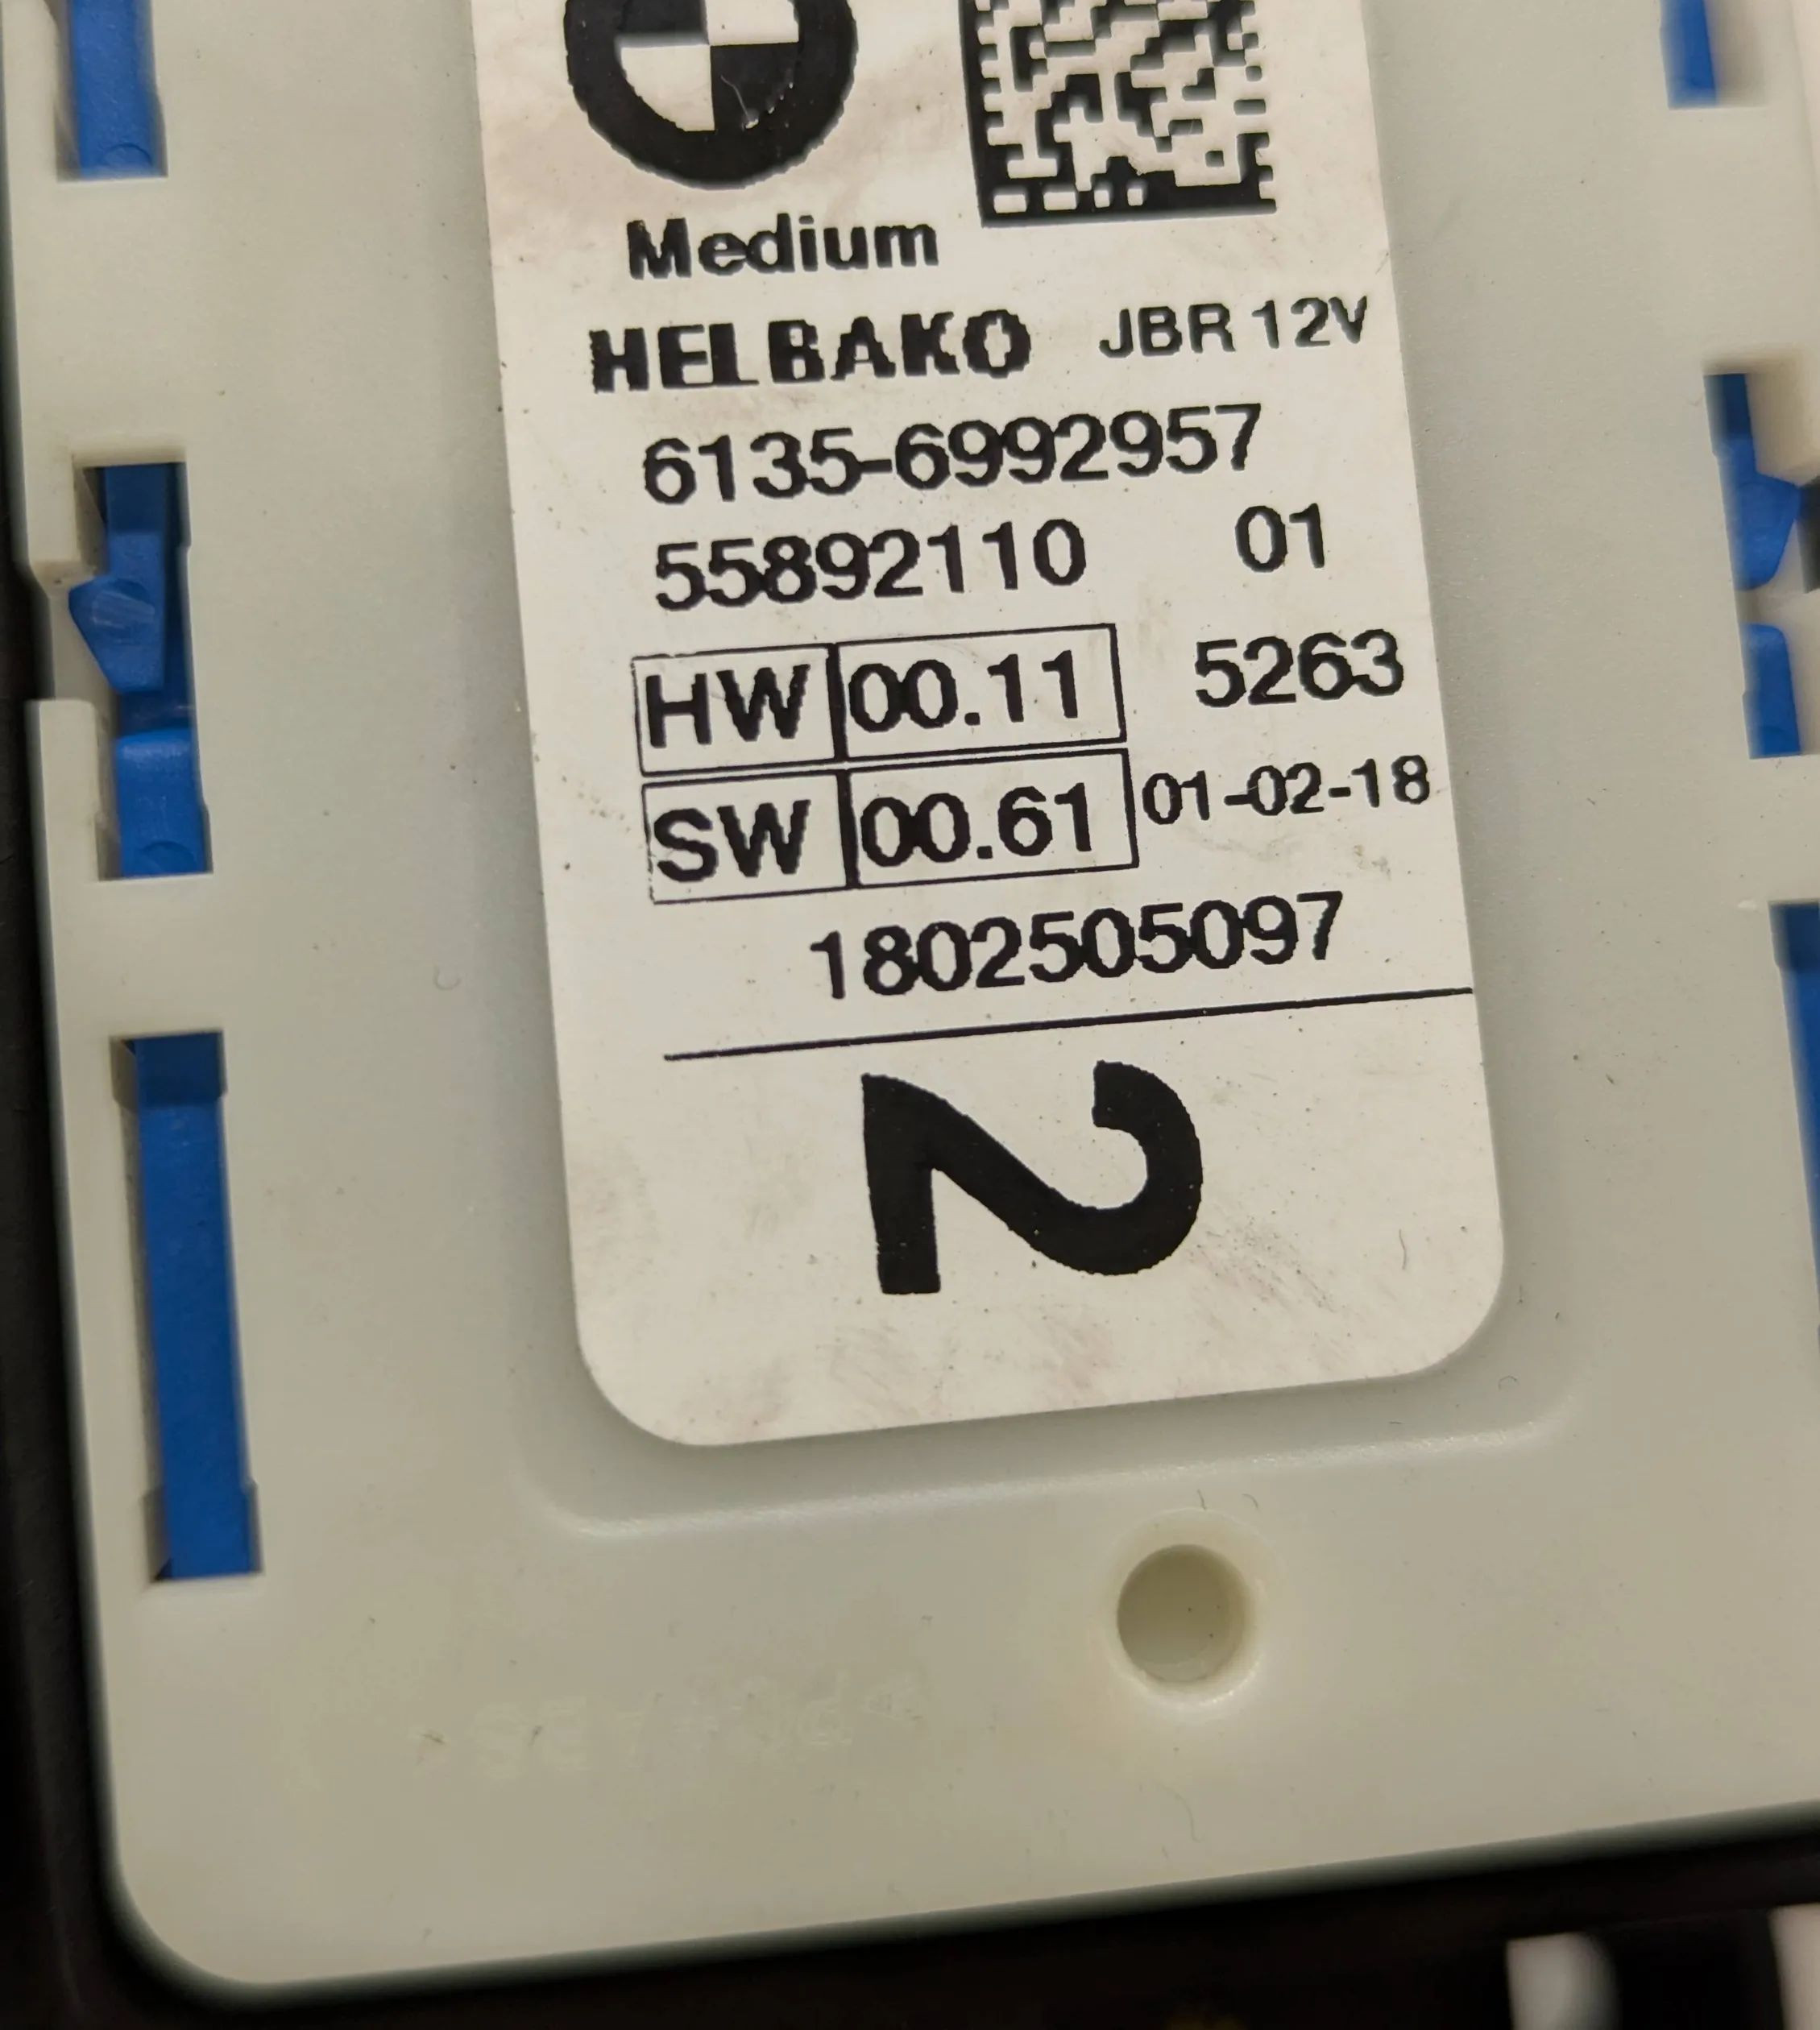 Medium
HELBAKO JBR 12V
6135-6992957
55892110 01
HW 00.11 5263
SW 00.61 01-02-18
1802505097
2